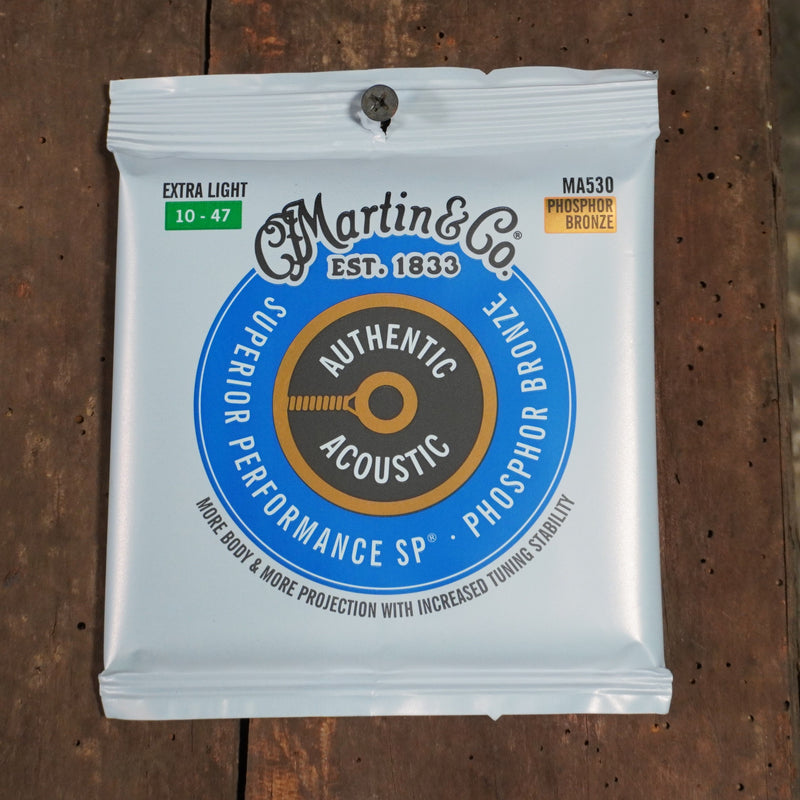 EXTRA LIGHT
10 - 47
MA530
PHOSPHOR
BRONZE
CFMartin & Co.®
EST. 1833
AUTHENTIC
ACOUSTIC
SUPERIOR PERFORMANCE SP® · PHOSPHOR BRONZE
MORE BODY & MORE PROJECTION WITH INCREASED TUNING STABILITY